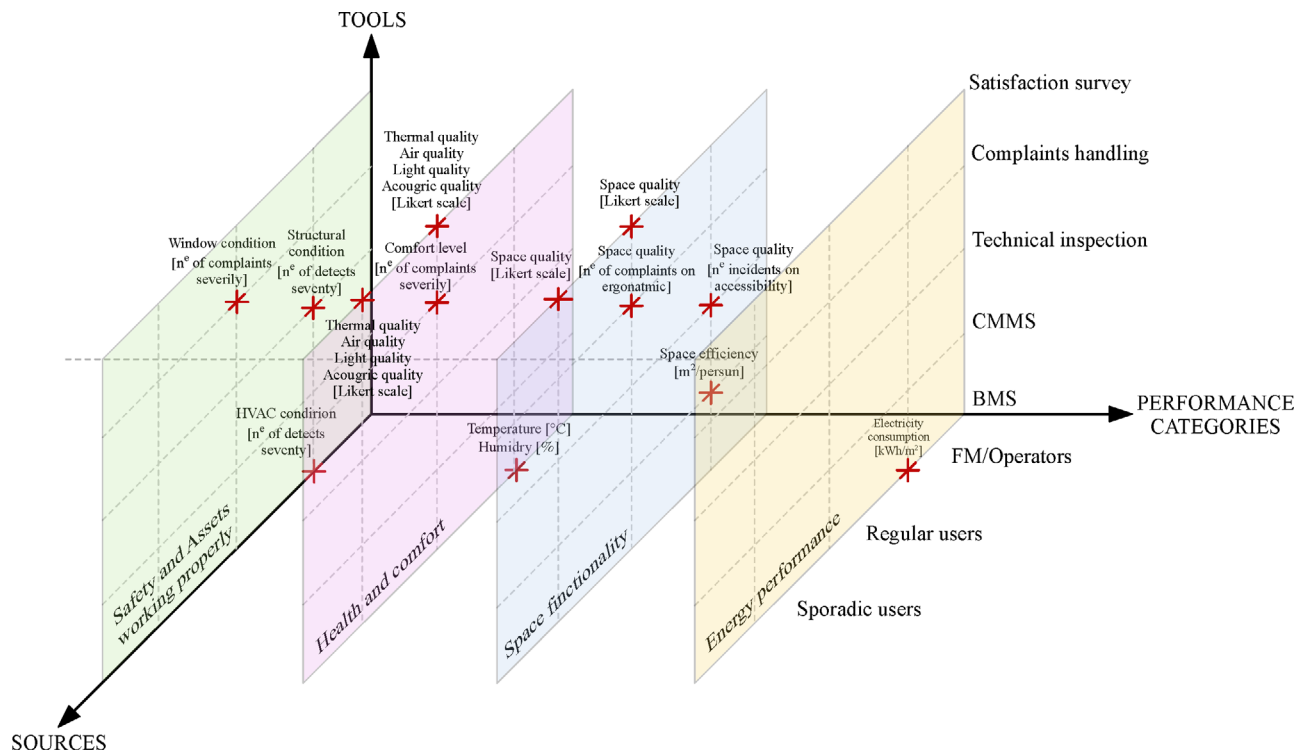 TOOLS
Satisfaction survey
Complaints handling
Technical inspection
CMMS
BMS
PERFORMANCE
CATEGORIES
FM/Operators
Regular users
Sporadic users
SOURCES
Window condition
[nᵉ of complaints
severily]
Structural
condition
[nᵉ of detects
sevcnty]
Thermal quality
Air quality
Light quality
Acougric quality
[Likert scale]
Comfort level
[nᵉ of complaints
severily]
Thermal quality
Air quality
Light quality
Acougric quality
[Likert scale]
HVAC condirion
[nᵉ of detects
sevcnty]
Space quality
[Likert scale]
Space quality
[Likert scale]
Space quality
[nᵉ of complaints on
ergonatmic]
Space quality
[nᵉ incidents on
accessibility]
Space efficiency
[m²/persun]
Temperature [°C]
Humidry [%]
Electricity
consumption
[kWh/m²]
Safety and Assets
working properly
Health and comfort
Space finctionality
Energy performance